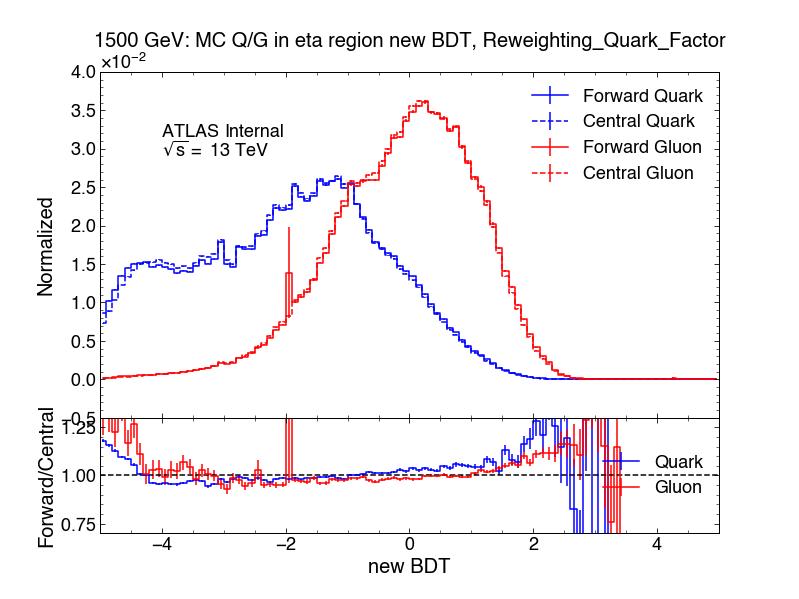 1500 GeV: MC Q/G in eta region new BDT, Reweighting_Quark_Factor
×10⁻²
4.0
3.5
3.0
2.5
2.0
1.5
1.0
0.5
0.0
−0.5
Normalized
ATLAS Internal
√s = 13 TeV
Forward Quark
Central Quark
Forward Gluon
Central Gluon
1.25
1.00
0.75
Forward/Central
Quark
Gluon
−4 −2 0 2 4
new BDT